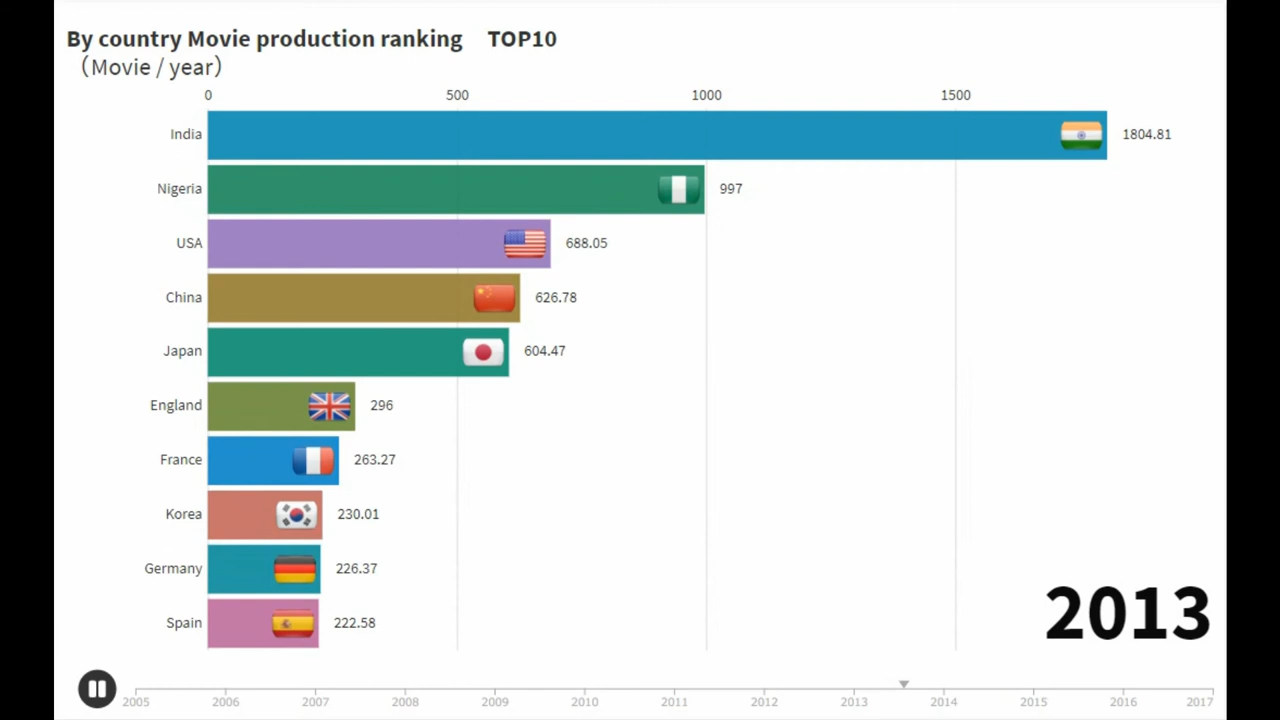 By country Movie production ranking TOP10
（Movie / year）
0 500 1000 1500
India 1804.81
Nigeria 997
USA 688.05
China 626.78
Japan 604.47
England 296
France 263.27
Korea 230.01
Germany 226.37
Spain 222.58
2013
2005 2006 2007 2008 2009 2010 2011 2012 2013 2014 2015 2016 2017